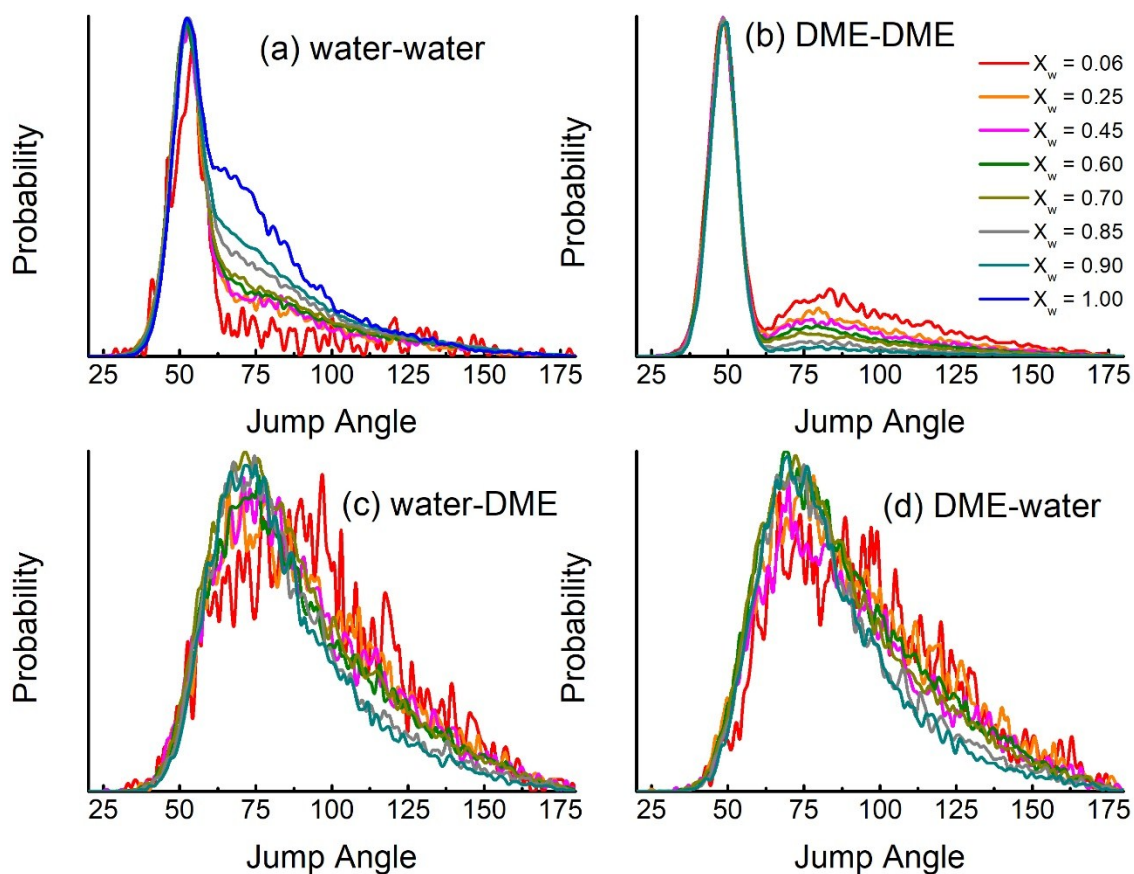 (a) water-water
Probability
25 50 75 100 125 150 175
Jump Angle
(b) DME-DME
Probability
X_w = 0.06
X_w = 0.25
X_w = 0.45
X_w = 0.60
X_w = 0.70
X_w = 0.85
X_w = 0.90
X_w = 1.00
25 50 75 100 125 150 175
Jump Angle
(c) water-DME
Probability
25 50 75 100 125 150 175
Jump Angle
(d) DME-water
Probability
25 50 75 100 125 150 175
Jump Angle